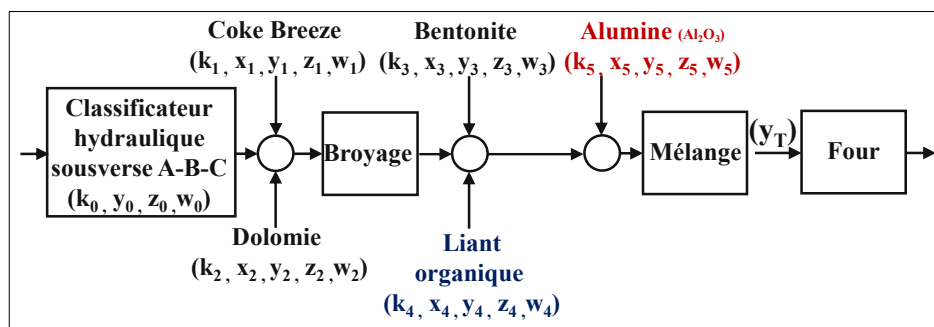 Coke Breeze
(k₁, x₁, y₁, z₁,w₁)
Bentonite
(k₃, x₃, y₃, z₃,w₃)
Alumine (Al₂O₃)
(k₅, x₅, y₅, z₅,w₅)
Classificateur
hydraulique
sousverse A-B-C
(k₀, y₀, z₀,w₀)
Broyage
Mélange
(y_T)
Four
Dolomie
(k₂, x₂, y₂, z₂,w₂)
Liant
organique
(k₄, x₄, y₄, z₄,w₄)